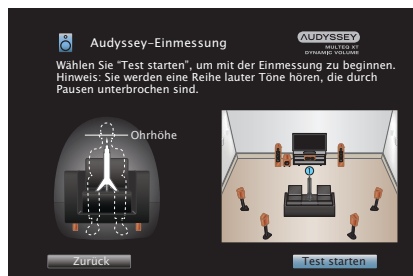 Audyssey-Einmessung
AUDYSSEY
MULTEQ XT
DYNAMIC VOLUME
Wählen Sie “Test starten”, um mit der Einmessung zu beginnen.
Hinweis: Sie werden eine Reihe lauter Töne hören, die durch
Pausen unterbrochen sind.
Ohrhöhe
1
Zurück
Test starten